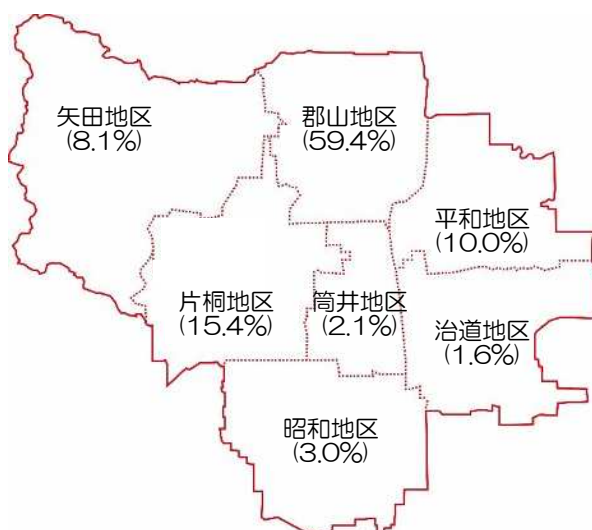 矢田地区
(8.1%)
郡山地区
(59.4%)
平和地区
(10.0%)
片桐地区
(15.4%)
筒井地区
(2.1%)
治道地区
(1.6%)
昭和地区
(3.0%)